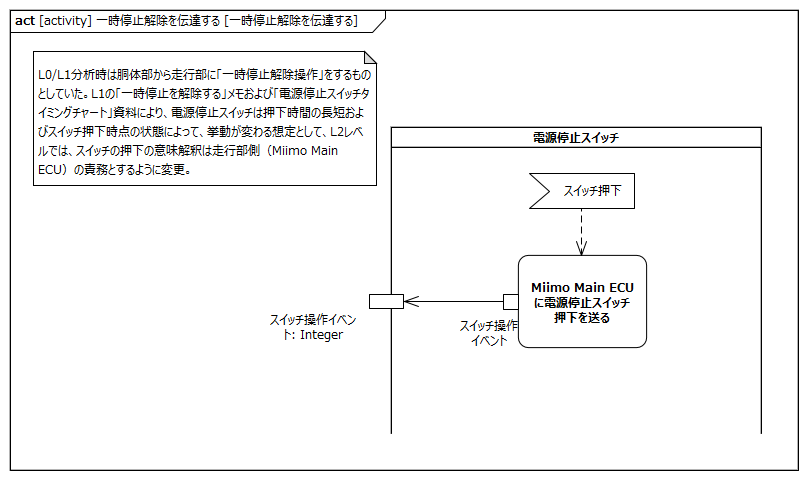 act [activity] 一時停止解除を伝達する [一時停止解除を伝達する]
L0/L1分析時は胴体部から走行部に「一時停止解除操作」をするもの
としていた。L1の「一時停止を解除する」メモおよび「電源停止スイッチタ
イミングチャート」資料により、電源停止スイッチは押下時間の長短およ
びスイッチ押下時点の状態によって、挙動が変わる想定として、L2レベ
ルでは、スイッチの押下の意味解釈は走行部側（Miimo Main
ECU）の責務とするように変更。
電源停止スイッチ
スイッチ押下
Miimo Main ECU
に電源停止スイッチ
押下を送る
スイッチ操作イベン
ト: Integer
スイッチ操作
イベント